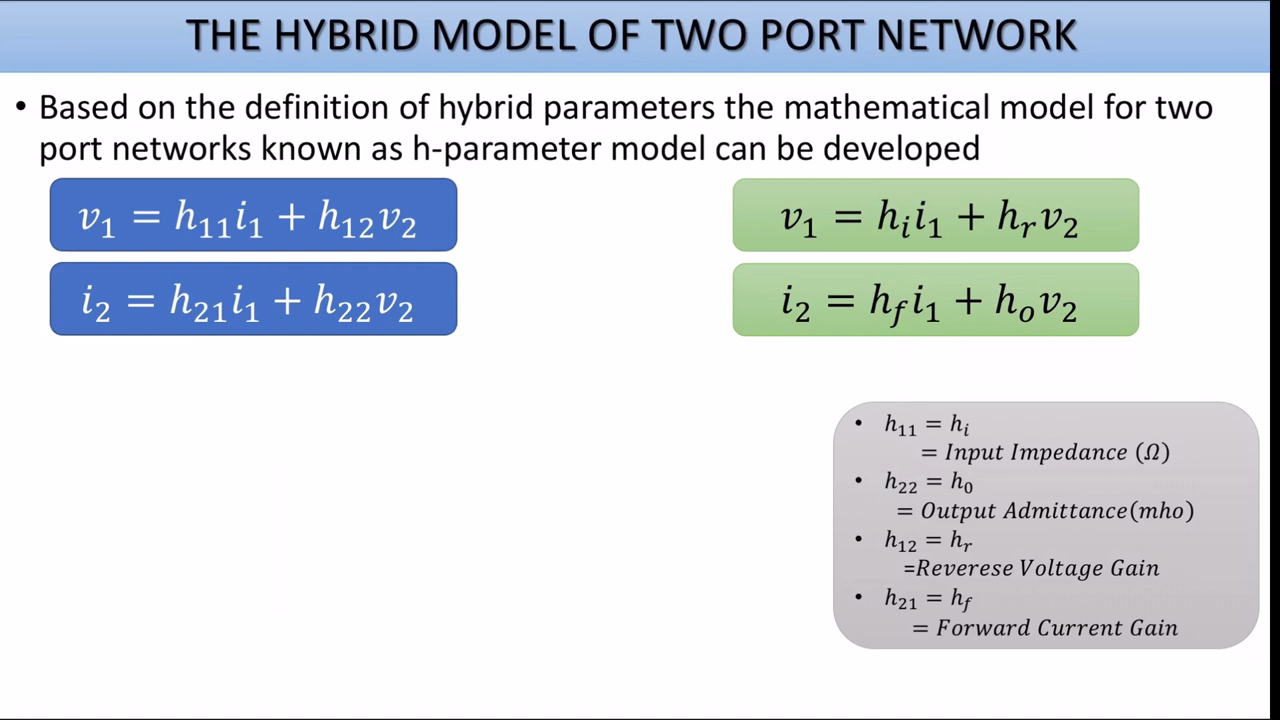 THE HYBRID MODEL OF TWO PORT NETWORK
• Based on the definition of hybrid parameters the mathematical model for two
port networks known as h-parameter model can be developed
v₁ = h₁₁i₁ + h₁₂v₂
i₂ = h₂₁i₁ + h₂₂v₂
v₁ = hᵢi₁ + hᵣv₂
i₂ = h_f i₁ + hₒv₂
• h₁₁ = hᵢ
= Input Impedance (Ω)
• h₂₂ = h₀
= Output Admittance(mho)
• h₁₂ = hᵣ
=Reverese Voltage Gain
• h₂₁ = h_f
= Forward Current Gain